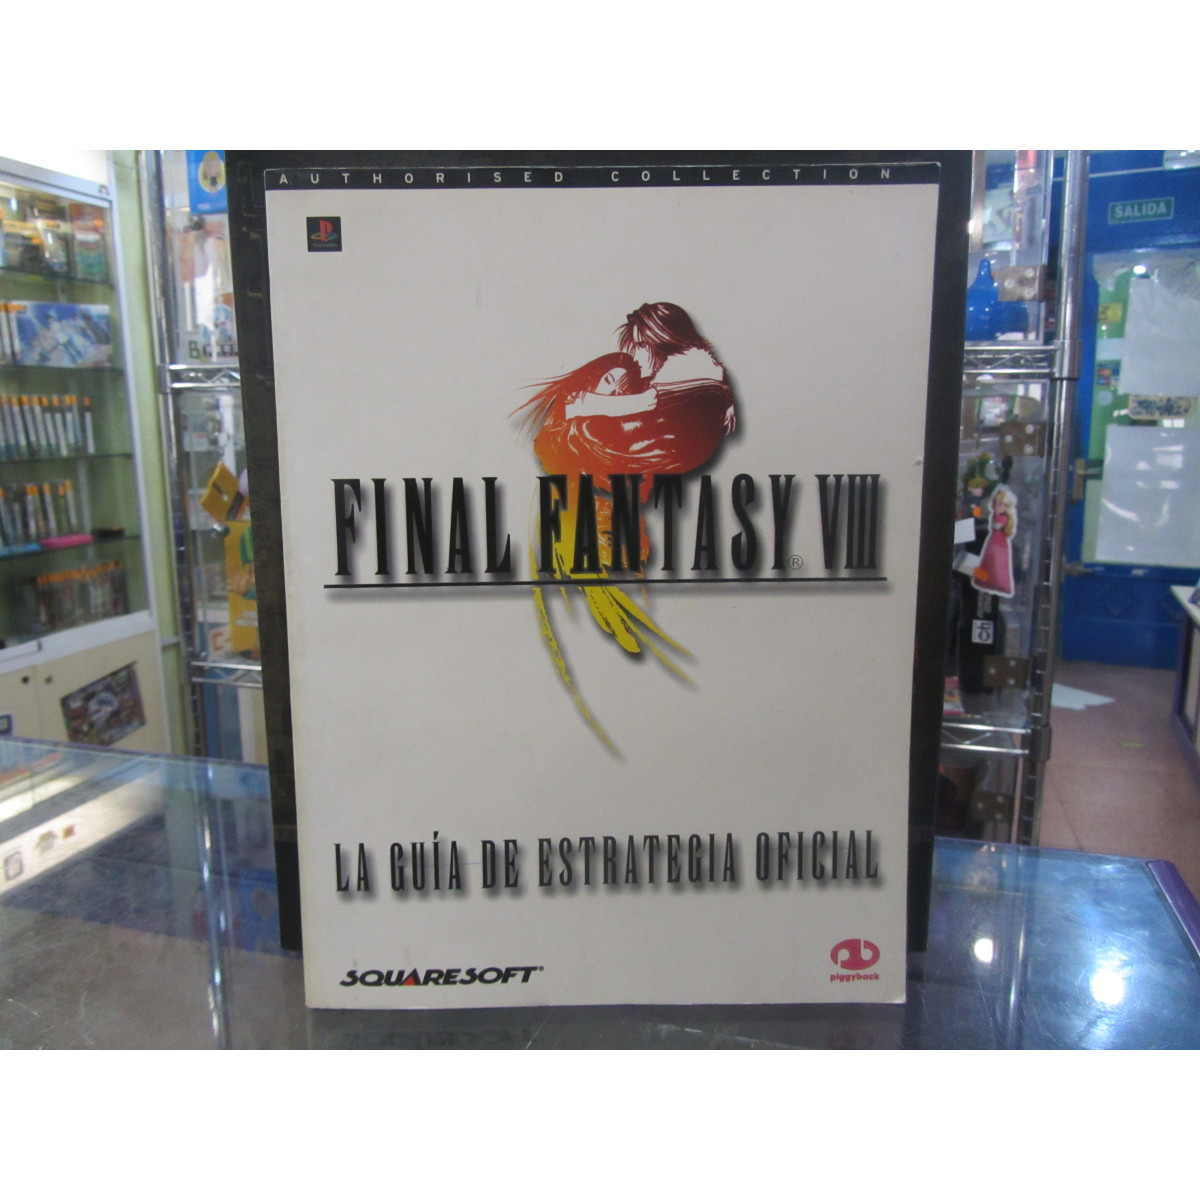 AUTHORISED COLLECTION
FINAL FANTASY® VIII
LA GUÍA DE ESTRATEGIA OFICIAL
SQUARESOFT®
piggyback
SALIDA